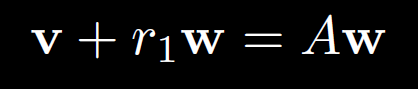 v + r₁w = Aw